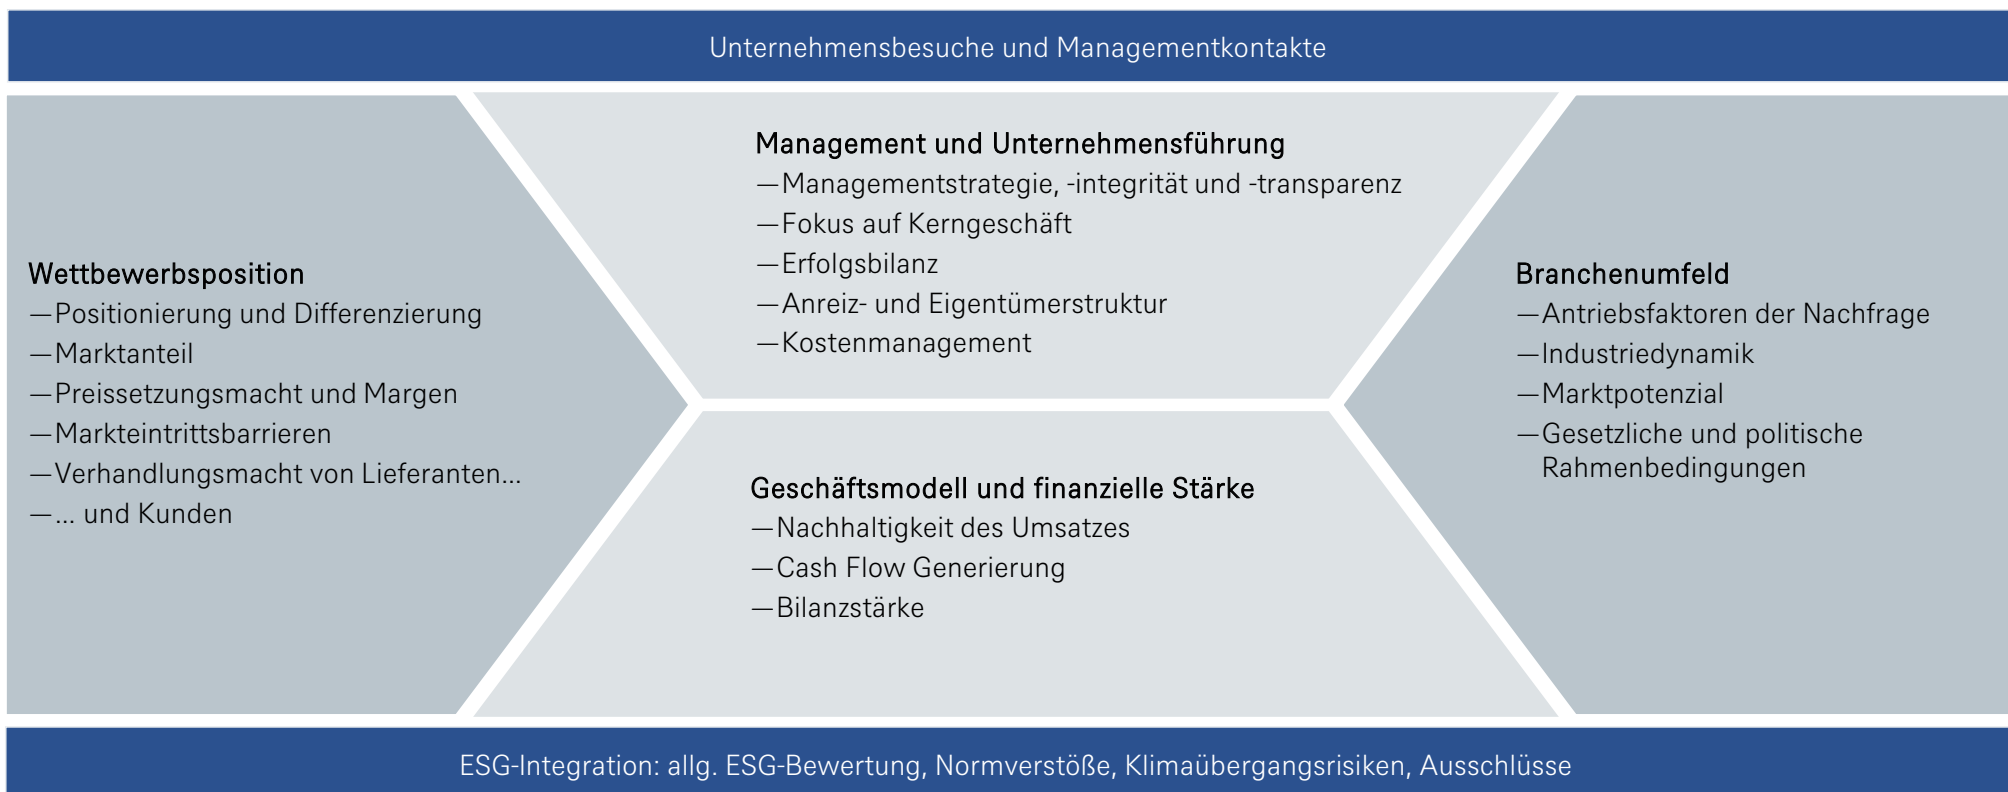 Unternehmensbesuche und Managementkontakte
Wettbewerbsposition
—Positionierung und Differenzierung
—Marktanteil
—Preissetzungsmacht und Margen
—Markteintrittsbarrieren
—Verhandlungsmacht von Lieferanten...
—... und Kunden
Management und Unternehmensführung
—Managementstrategie, -integrität und -transparenz
—Fokus auf Kerngeschäft
—Erfolgsbilanz
—Anreiz- und Eigentümerstruktur
—Kostenmanagement
Geschäftsmodell und finanzielle Stärke
—Nachhaltigkeit des Umsatzes
—Cash Flow Generierung
—Bilanzstärke
Branchenumfeld
—Antriebsfaktoren der Nachfrage
—Industriedynamik
—Marktpotenzial
—Gesetzliche und politische
Rahmenbedingungen
ESG-Integration: allg. ESG-Bewertung, Normverstöße, Klimaübergangsrisiken, Ausschlüsse